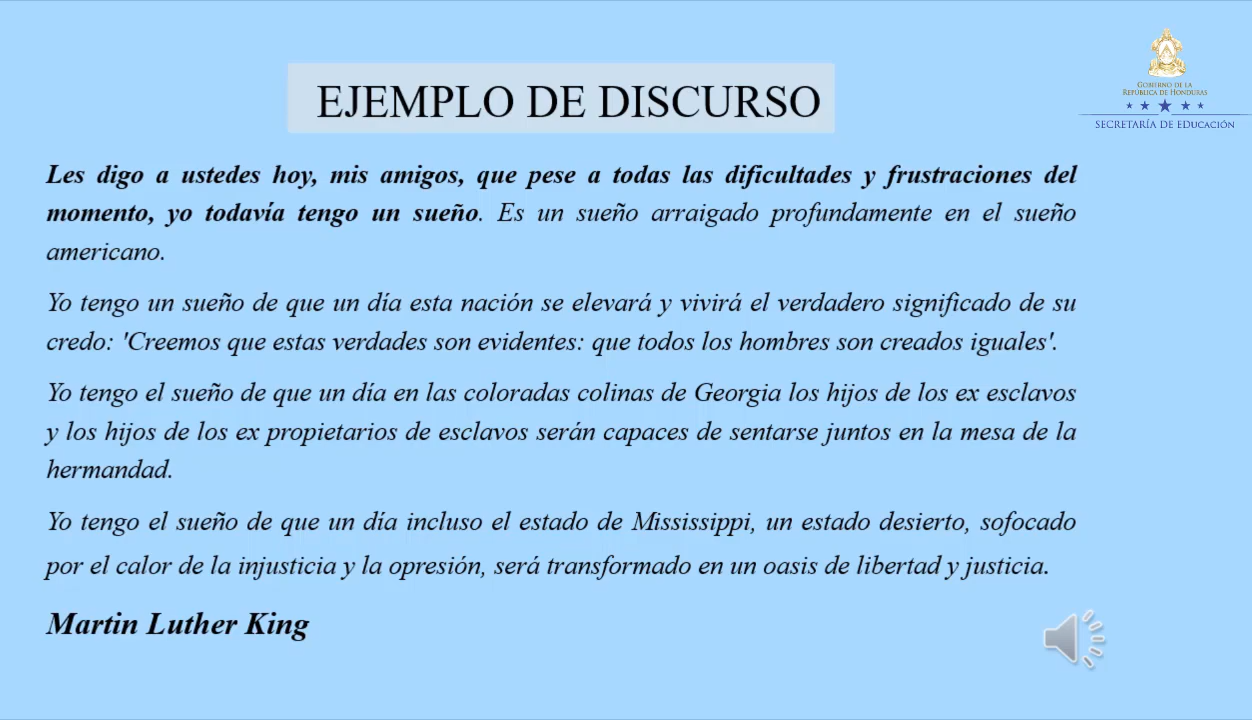 EJEMPLO DE DISCURSO
GOBIERNO DE LA
REPÚBLICA DE HONDURAS
SECRETARÍA DE EDUCACIÓN
Les digo a ustedes hoy, mis amigos, que pese a todas las dificultades y frustraciones del
momento, yo todavía tengo un sueño. Es un sueño arraigado profundamente en el sueño
americano.
Yo tengo un sueño de que un día esta nación se elevará y vivirá el verdadero significado de su
credo: 'Creemos que estas verdades son evidentes: que todos los hombres son creados iguales'.
Yo tengo el sueño de que un día en las coloradas colinas de Georgia los hijos de los ex esclavos
y los hijos de los ex propietarios de esclavos serán capaces de sentarse juntos en la mesa de la
hermandad.
Yo tengo el sueño de que un día incluso el estado de Mississippi, un estado desierto, sofocado
por el calor de la injusticia y la opresión, será transformado en un oasis de libertad y justicia.
Martin Luther King